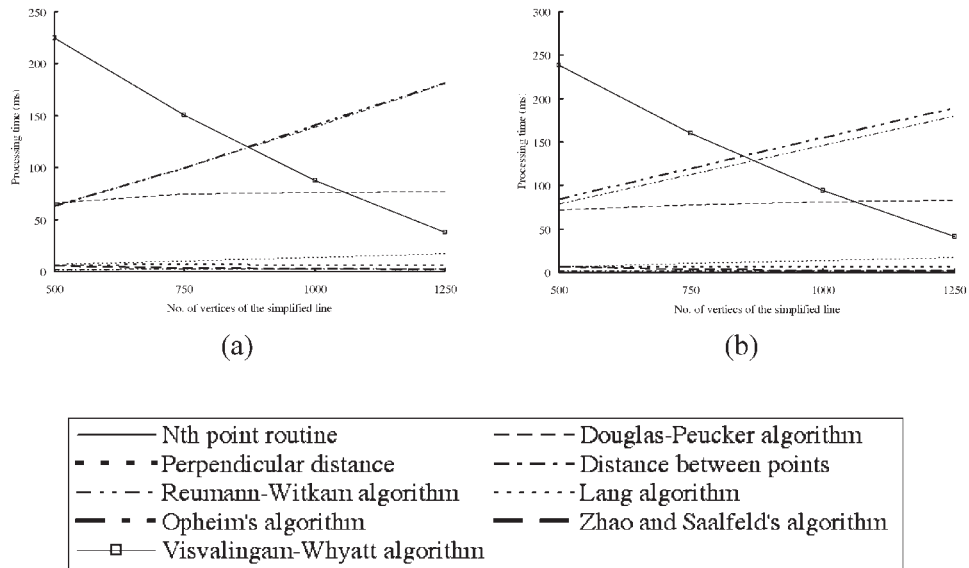 250
200
150
100
50
0
Processing time (ms)
500 750 1000 1250
No. of vertices of the simplified line
(a)
300
250
200
150
100
50
0
Processing time (ms)
500 750 1000 1250
No. of vertices of the simplified line
(b)
Nth point routine
Douglas-Peucker algorithm
Perpendicular distance
Distance between points
Reumann-Witkam algorithm
Lang algorithm
Opheim's algorithm
Zhao and Saalfeld's algorithm
Visvalingam-Whyatt algorithm